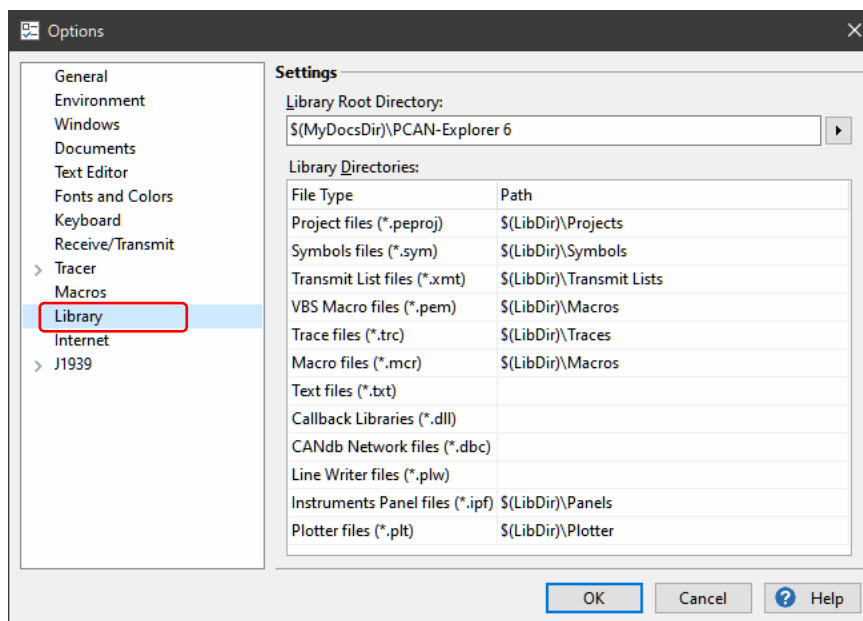 Options
General
Environment
Windows
Documents
Text Editor
Fonts and Colors
Keyboard
Receive/Transmit
Tracer
Macros
Library
Internet
J1939
Settings
Library Root Directory:
$(MyDocsDir)\PCAN-Explorer 6
Library Directories:
File Type Path
Project files (*.peproj) $(LibDir)\Projects
Symbols files (*.sym) $(LibDir)\Symbols
Transmit List files (*.xmt) $(LibDir)\Transmit Lists
VBS Macro files (*.pem) $(LibDir)\Macros
Trace files (*.trc) $(LibDir)\Traces
Macro files (*.mcr) $(LibDir)\Macros
Text files (*.txt)
Callback Libraries (*.dll)
CANdb Network files (*.dbc)
Line Writer files (*.plw)
Instruments Panel files (*.ipf) $(LibDir)\Panels
Plotter files (*.plt) $(LibDir)\Plotter
OK Cancel Help